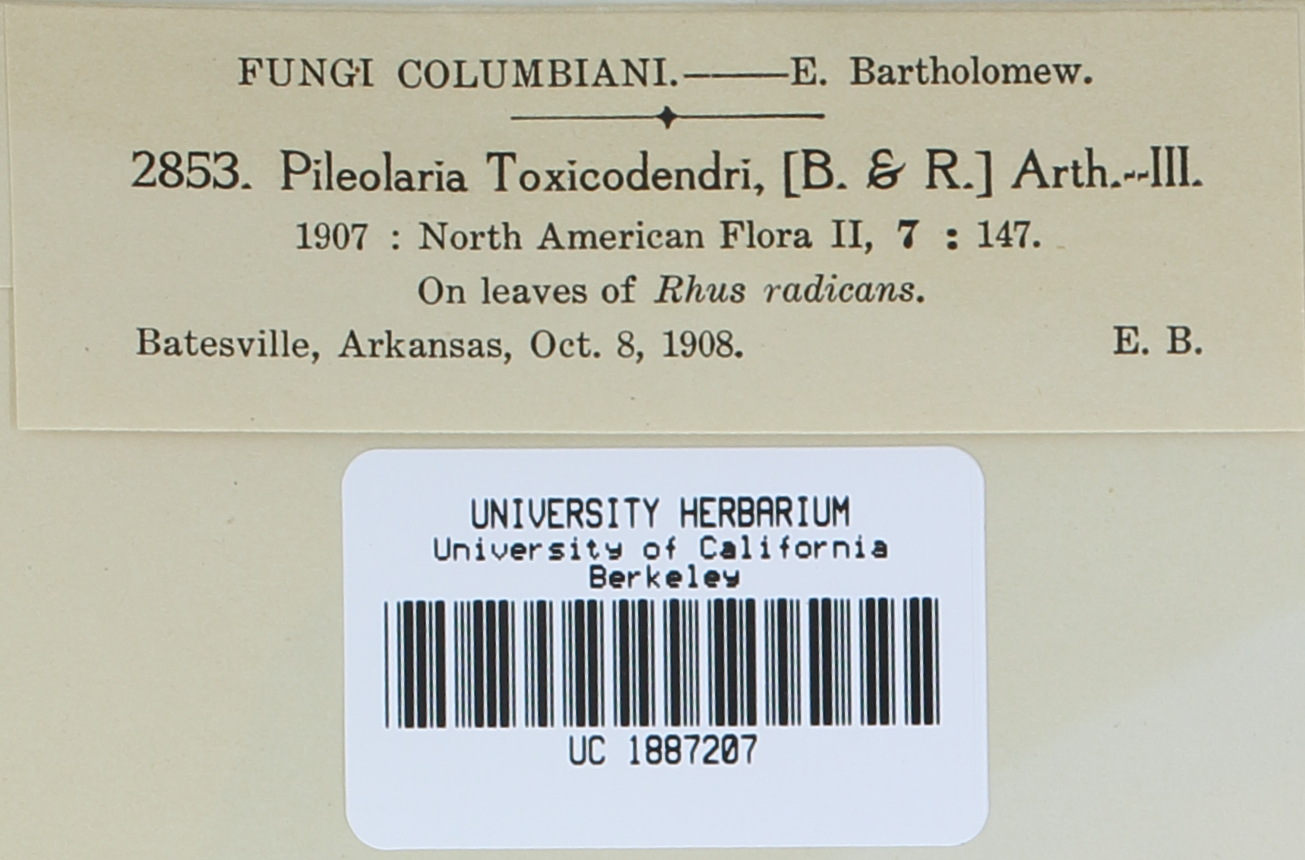 FUNGI COLUMBIANI.——E. Bartholomew.
2853. Pileolaria Toxicodendri, [B. & R.] Arth.--III.
1907 : North American Flora II, 7 : 147.
On leaves of Rhus radicans.
Batesville, Arkansas, Oct. 8, 1908. E. B.
UNIVERSITY HERBARIUM
University of California
Berkeley
UC 1887207